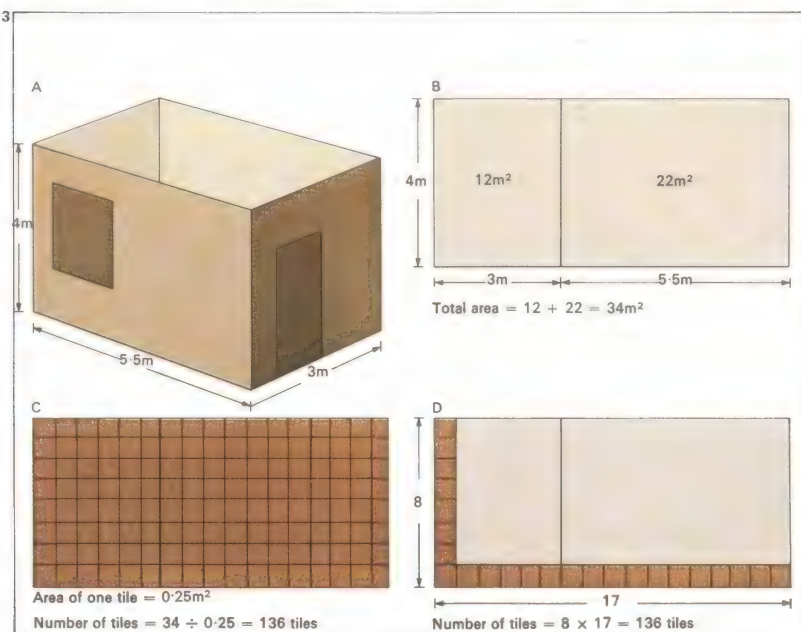 3
A
4m
5·5m
3m
B
4m
12m²
22m²
3m
5·5m
Total area = 12 + 22 = 34m²
C
Area of one tile = 0·25m²
Number of tiles = 34 ÷ 0·25 = 136 tiles
D
8
17
Number of tiles = 8 × 17 = 136 tiles